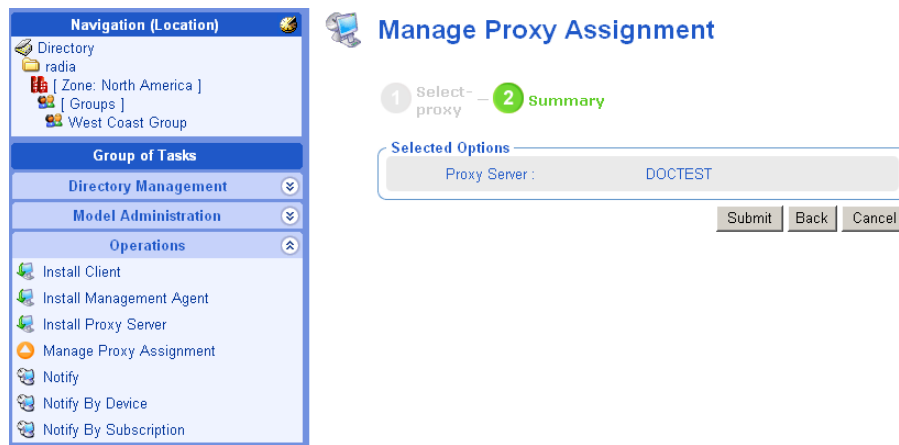 Navigation (Location)
Directory
radia
[ Zone: North America ]
[ Groups ]
West Coast Group
Group of Tasks
Directory Management
Model Administration
Operations
Install Client
Install Management Agent
Install Proxy Server
Manage Proxy Assignment
Notify
Notify By Device
Notify By Subscription
Manage Proxy Assignment
1 Select-
proxy
2 Summary
Selected Options
Proxy Server : DOCTEST
Submit Back Cancel